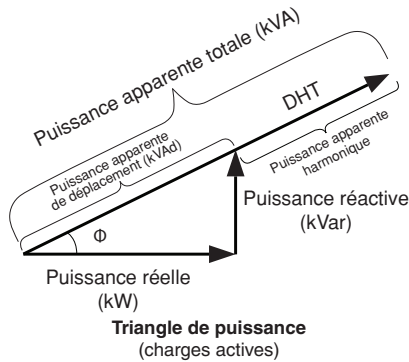 Puissance apparente totale (kVA)
DHT
Puissance apparente
de déplacement (kVAd)
Puissance apparente
harmonique
Φ
Puissance réactive
(kVar)
Puissance réelle
(kW)
Triangle de puissance
(charges actives)